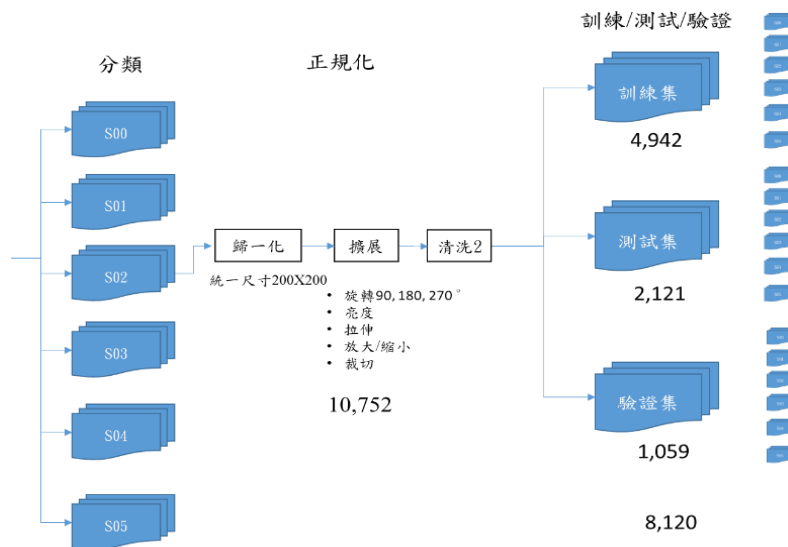 分類
正規化
訓練/測試/驗證
S00
S01
S02
S03
S04
S05
歸一化
擴展
清洗2
統一尺寸200X200
• 旋轉90, 180, 270°
• 亮度
• 拉伸
• 放大/縮小
• 裁切
10,752
訓練集
4,942
測試集
2,121
驗證集
1,059
8,120